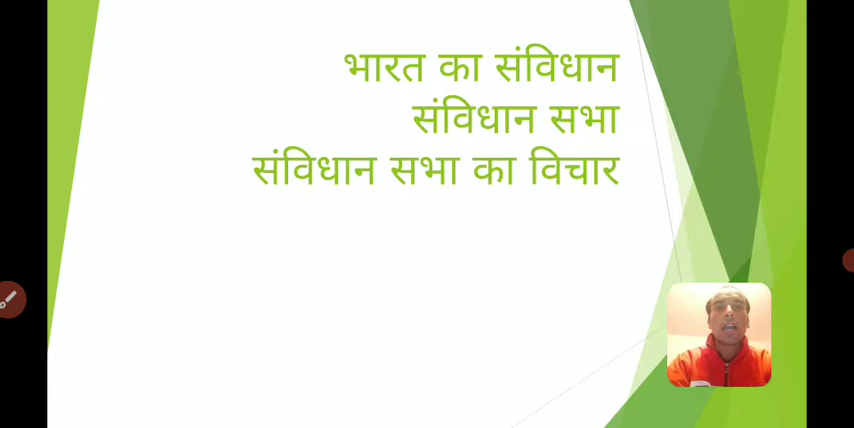 भारत का संविधान
संविधान सभा
संविधान सभा का विचार